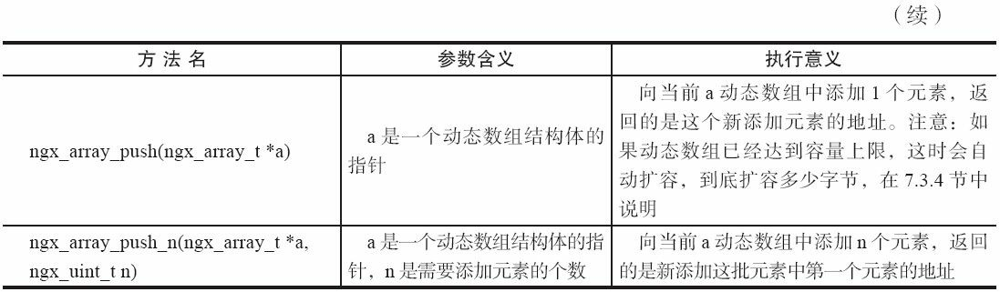 （续）
方 法 名
参数含义
执行意义
ngx_array_push(ngx_array_t *a)
a 是一个动态数组结构体的
指针
向当前 a 动态数组中添加 1 个元素，返
回的是这个新添加元素的地址。注意：如
果动态数组已经达到容量上限，这时会自
动扩容，到底扩容多少字节，在 7.3.4 节中
说明
ngx_array_push_n(ngx_array_t *a,
ngx_uint_t n)
a 是一个动态数组结构体的指
针，n 是需要添加元素的个数
向当前 a 动态数组中添加 n 个元素，返回
的是新添加这批元素中第一个元素的地址